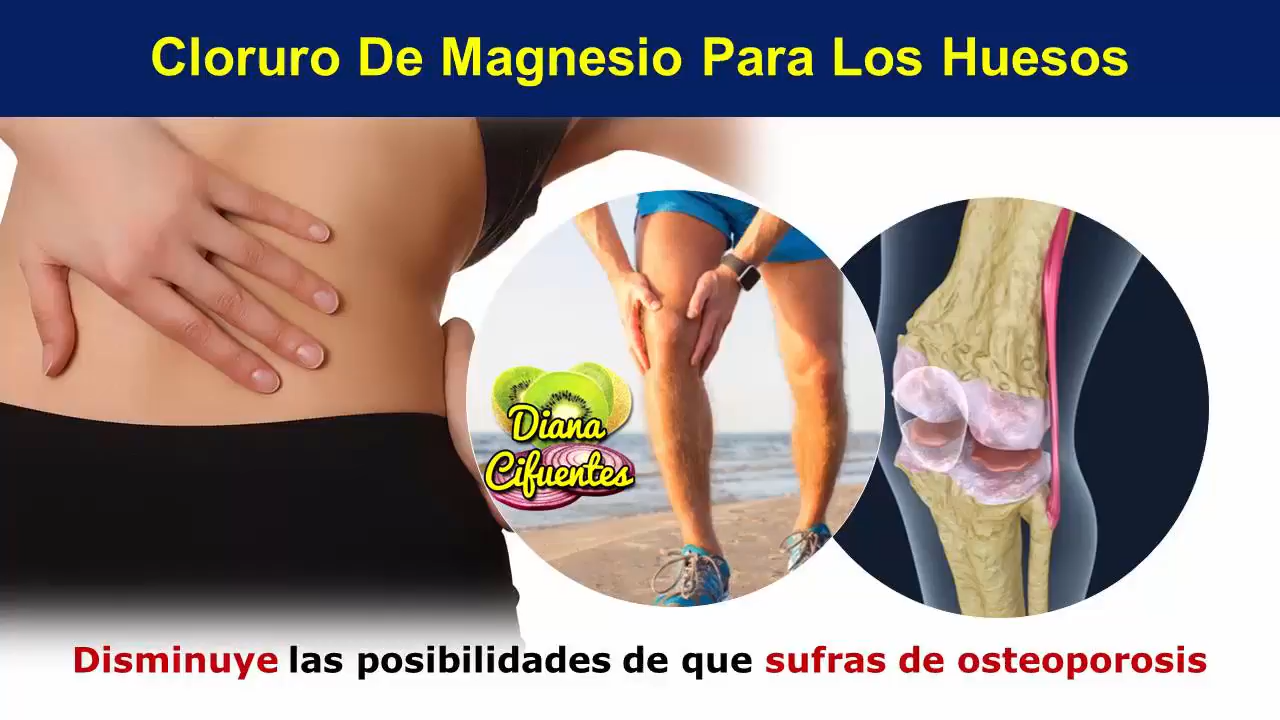 Cloruro De Magnesio Para Los Huesos
Diana
Cifuentes
Disminuye las posibilidades de que sufras de osteoporosis